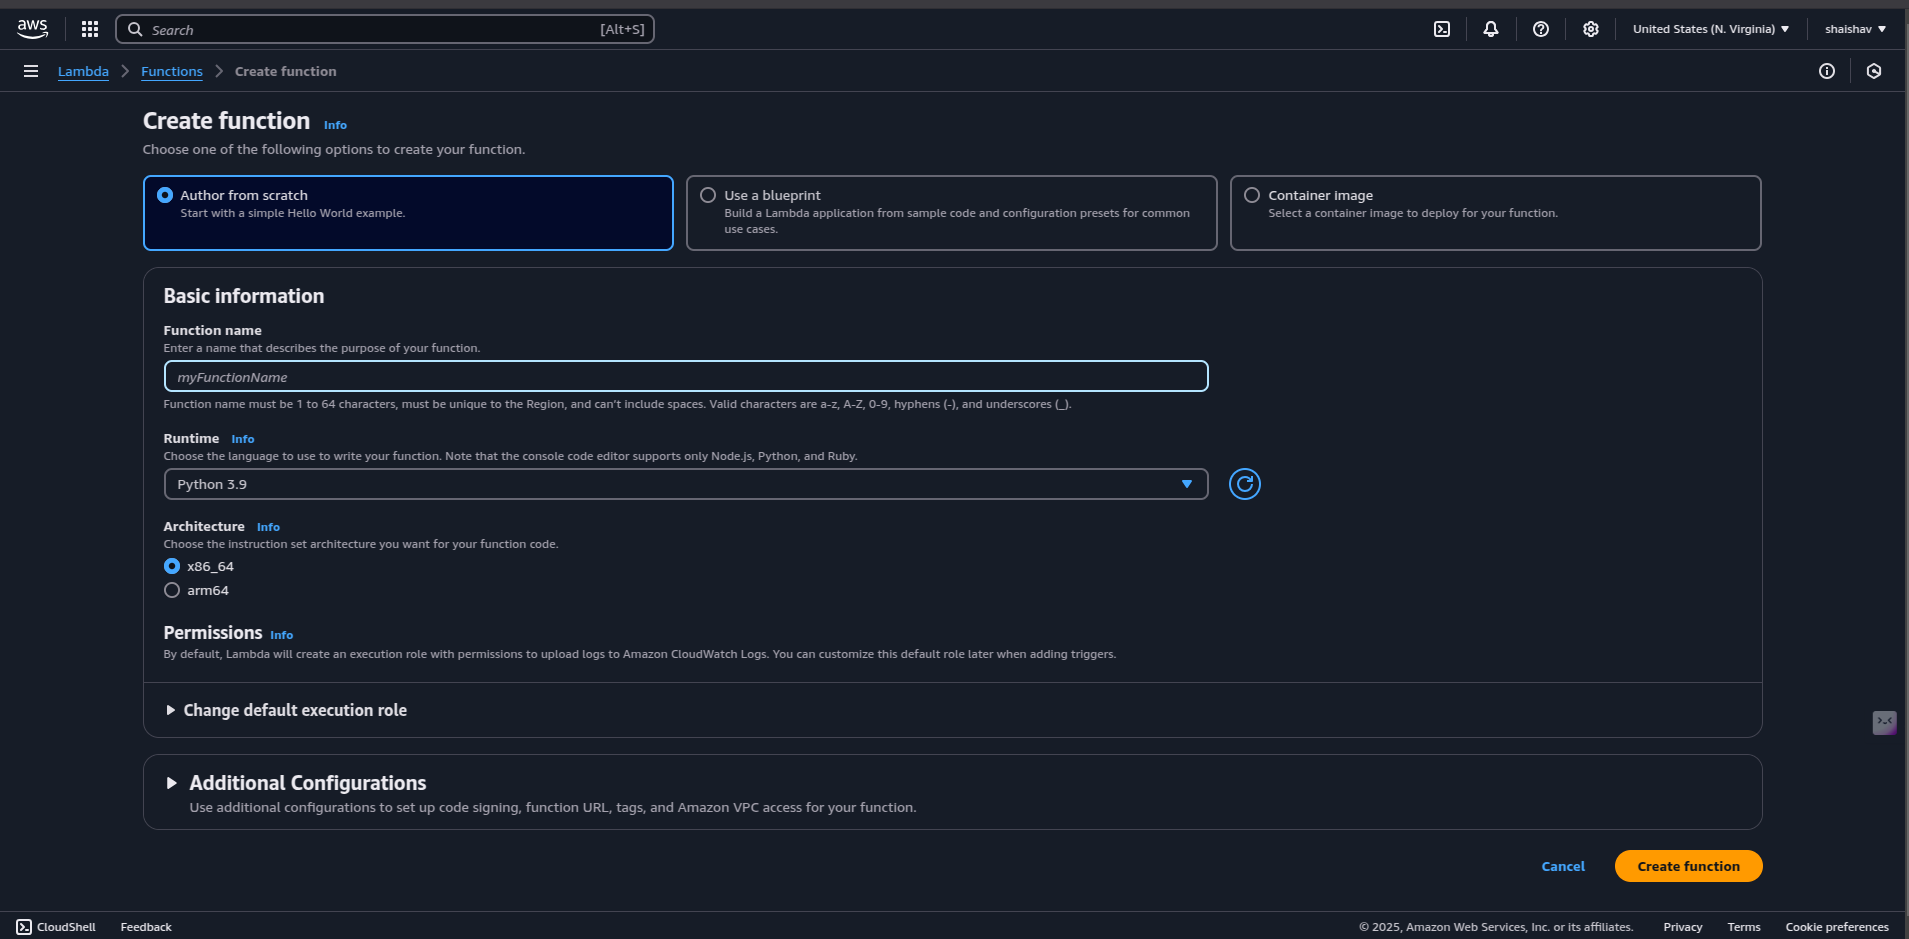 aws
Search [Alt+S]
United States (N. Virginia)
shaishav
Lambda Functions Create function
Create function Info
Choose one of the following options to create your function.
Author from scratch
Start with a simple Hello World example.
Use a blueprint
Build a Lambda application from sample code and configuration presets for common
use cases.
Container image
Select a container image to deploy for your function.
Basic information
Function name
Enter a name that describes the purpose of your function.
myFunctionName
Function name must be 1 to 64 characters, must be unique to the Region, and can't include spaces. Valid characters are a-z, A-Z, 0-9, hyphens (-), and underscores (_).
Runtime Info
Choose the language to use to write your function. Note that the console code editor supports only Node.js, Python, and Ruby.
Python 3.9
Architecture Info
Choose the instruction set architecture you want for your function code.
x86_64
arm64
Permissions Info
By default, Lambda will create an execution role with permissions to upload logs to Amazon CloudWatch Logs. You can customize this default role later when adding triggers.
Change default execution role
Additional Configurations
Use additional configurations to set up code signing, function URL, tags, and Amazon VPC access for your function.
Cancel Create function
CloudShell Feedback © 2025, Amazon Web Services, Inc. or its affiliates. Privacy Terms Cookie preferences